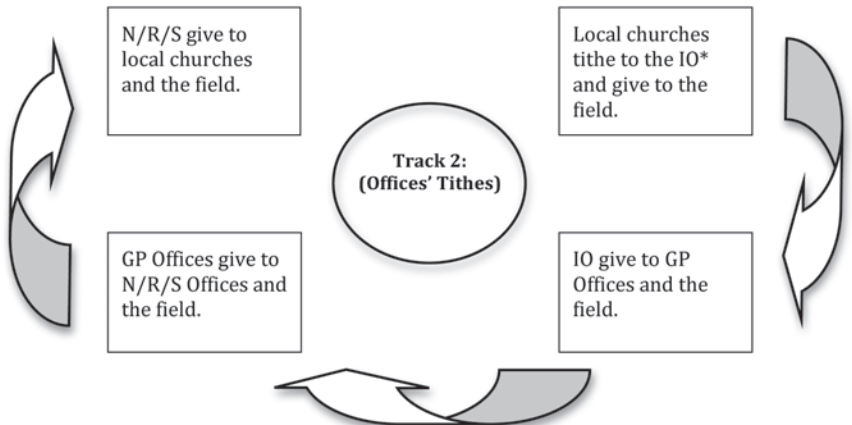 N/R/S give to
local churches
and the field.
Local churches
tithe to the IO*
and give to the
field.
Track 2:
(Offices' Tithes)
GP Offices give to
N/R/S Offices and
the field.
IO give to GP
Offices and the
field.